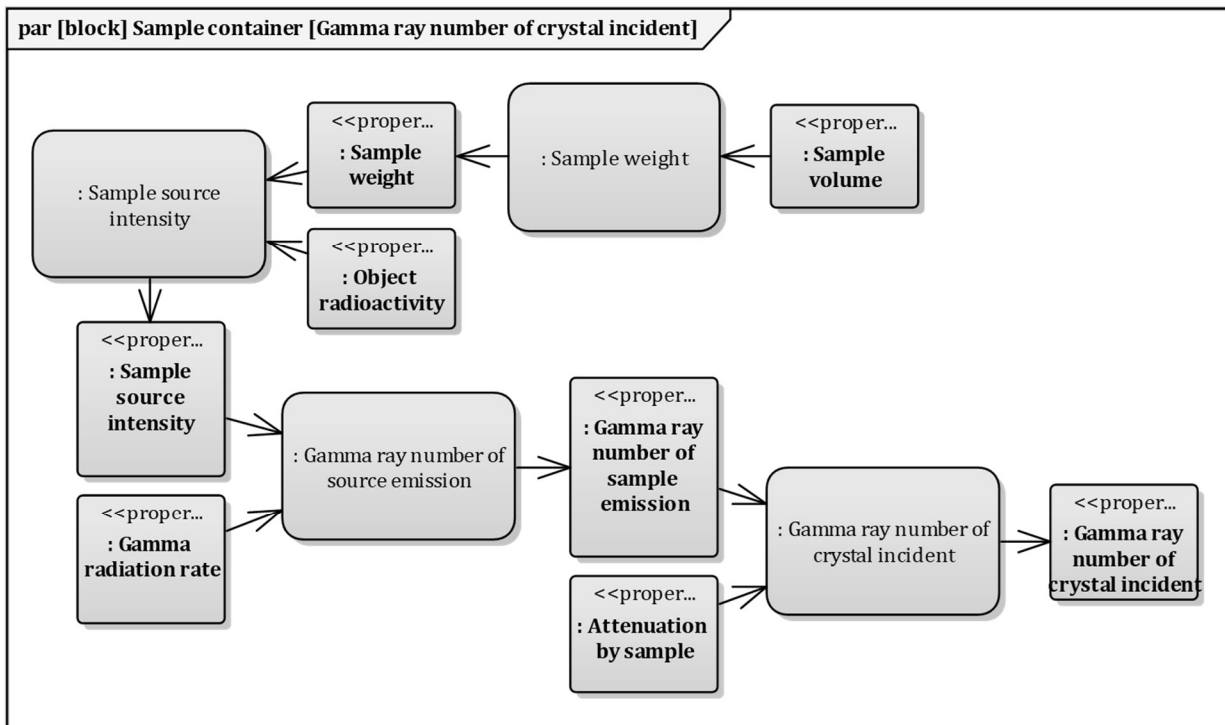 par [block] Sample container [Gamma ray number of crystal incident]
<<proper...
: Sample
weight
: Sample weight
<<proper...
: Sample
volume
: Sample source
intensity
<<proper...
: Object
radioactivity
<<proper...
: Sample
source
intensity
: Gamma ray number of
source emission
<<proper...
: Gamma ray
number of
sample
emission
<<proper...
: Gamma
radiation rate
: Gamma ray number of
crystal incident
<<proper...
: Gamma ray
number of
crystal incident
<<proper...
: Attenuation
by sample